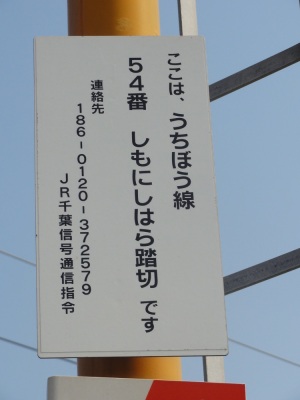 ここは、うちぼう線
54番 しもにしはら踏切 です
連絡先
186-0120-372579
JR千葉信号通信指令